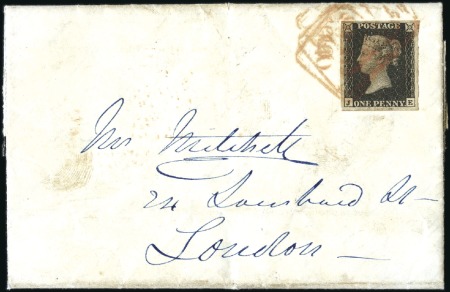 POSTAGE
J E
ONE PENNY
Mr Mitchell
24 Lombard St
London